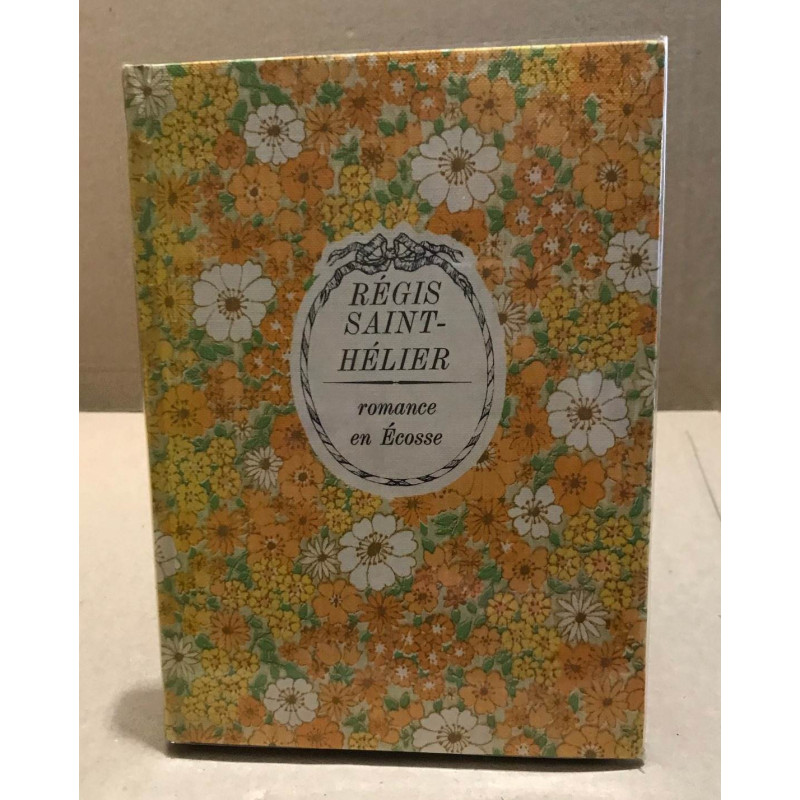 RÉGIS
SAINT-
HÉLIER
romance
en Écosse